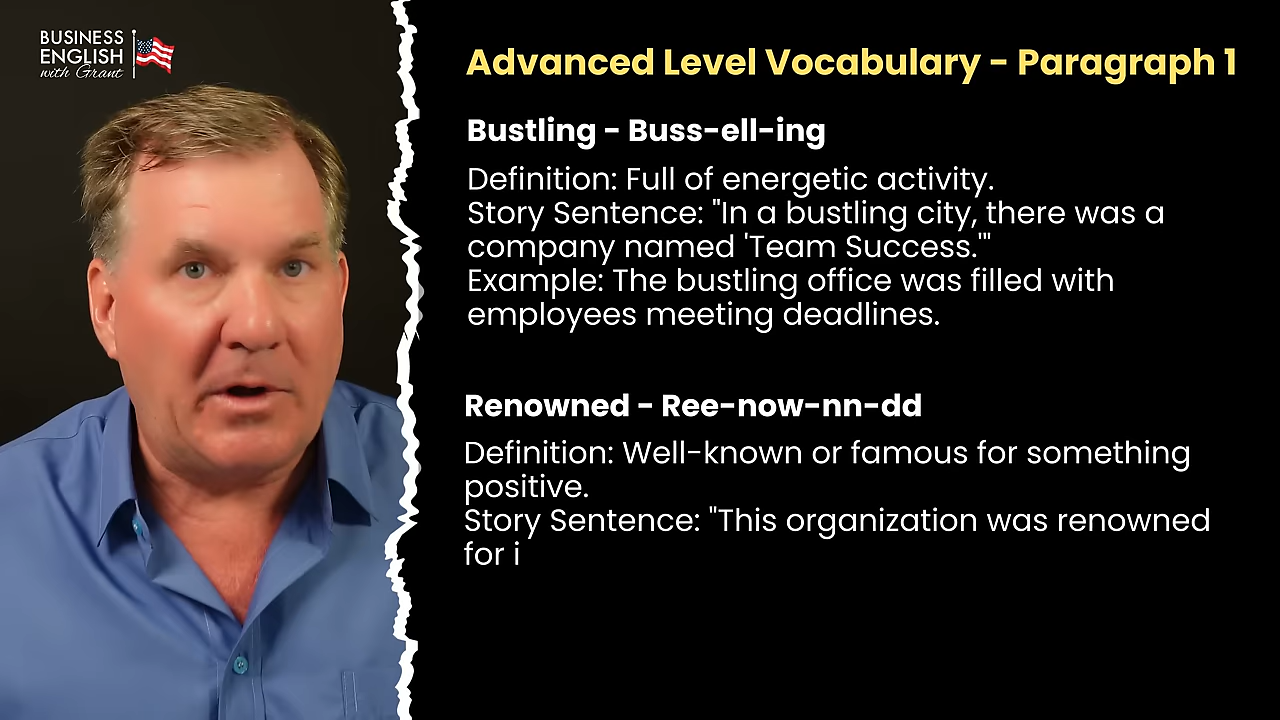 BUSINESS
ENGLISH
with Grant
Advanced Level Vocabulary - Paragraph 1
Bustling - Buss-ell-ing
Definition: Full of energetic activity.
Story Sentence: "In a bustling city, there was a
company named 'Team Success.'"
Example: The bustling office was filled with
employees meeting deadlines.
Renowned - Ree-now-nn-dd
Definition: Well-known or famous for something
positive.
Story Sentence: "This organization was renowned
for i